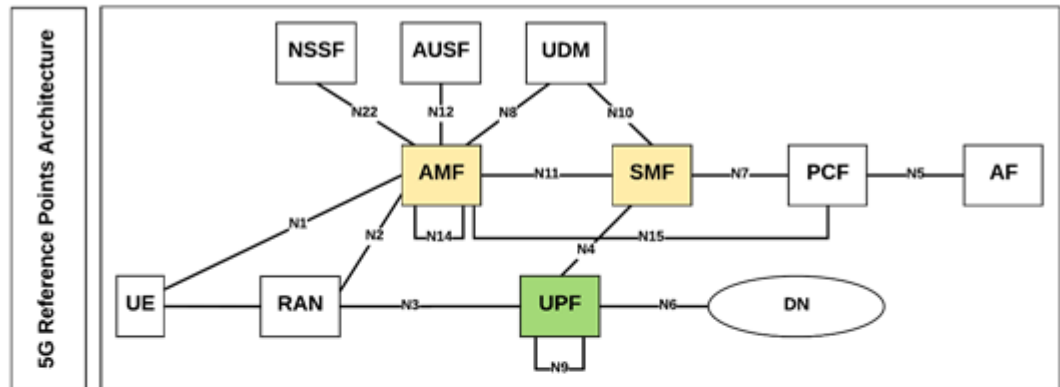 5G Reference Points Architecture
NSSF
AUSF
UDM
N22
N12
N8
N10
AMF
N11
SMF
N7
PCF
N5
AF
N1
N2
N14
N4
N15
UE
RAN
N3
UPF
N6
DN
N9